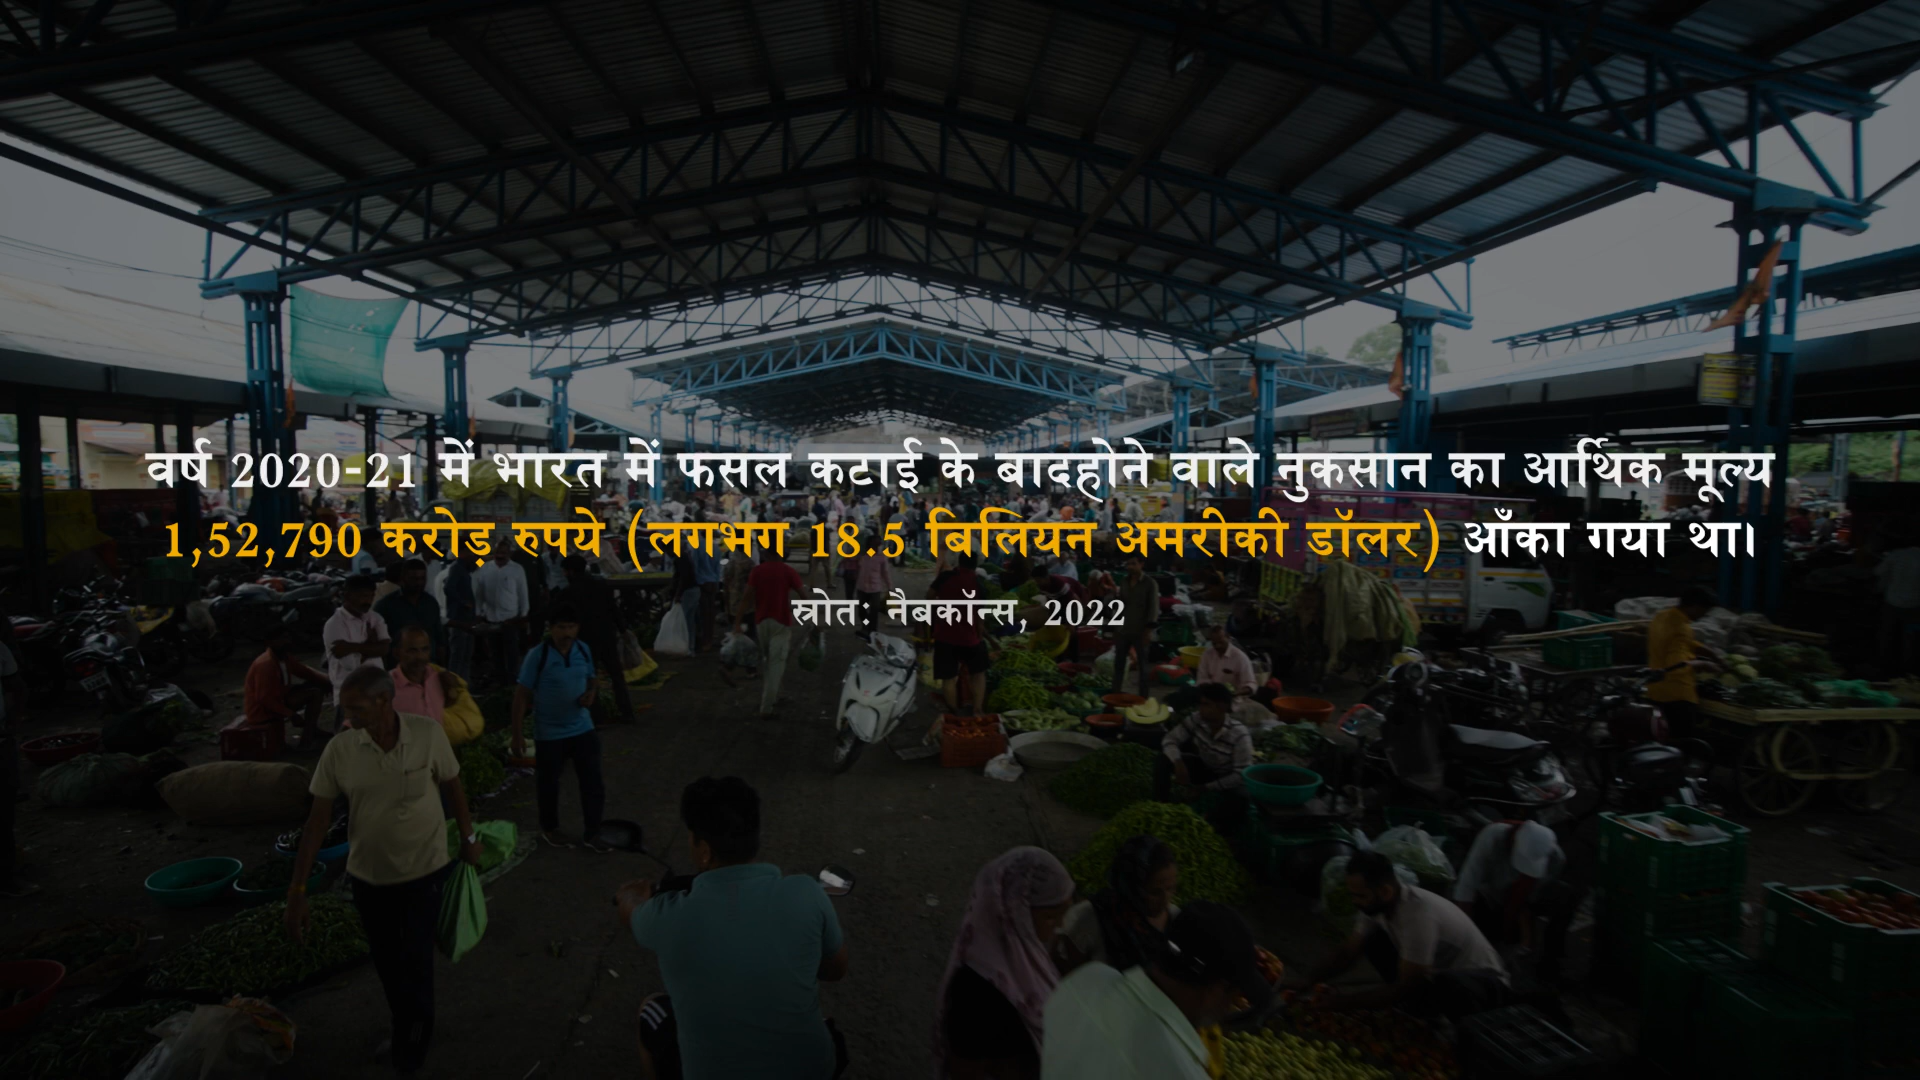 वर्ष 2020-21 में भारत में फसल कटाई के बादहोने वाले नुकसान का आर्थिक मूल्य
1,52,790 करोड़ रुपये (लगभग 18.5 बिलियन अमरीकी डॉलर) आँका गया था।
स्रोत: नैबकॉन्स, 2022